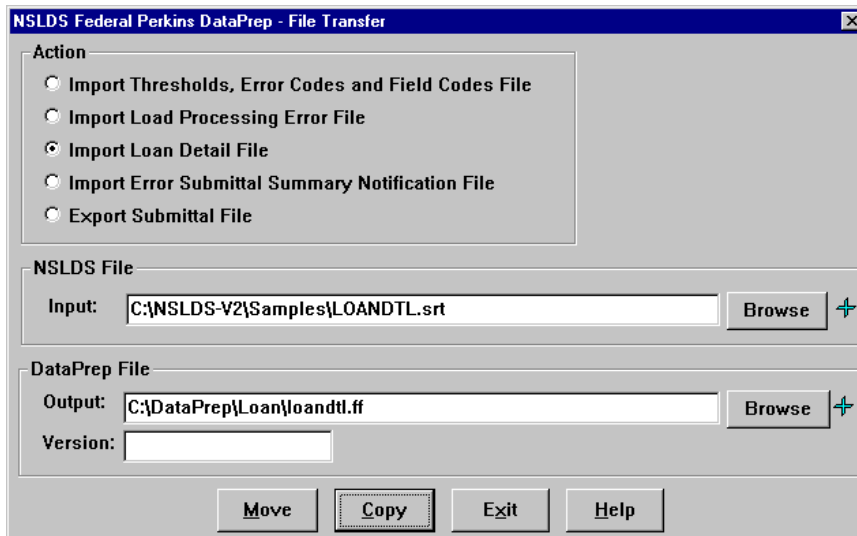 NSLDS Federal Perkins DataPrep - File Transfer
Action
Import Thresholds, Error Codes and Field Codes File
Import Load Processing Error File
Import Loan Detail File
Import Error Submittal Summary Notification File
Export Submittal File
NSLDS File
Input: C:\NSLDS-V2\Samples\LOANDTL.srt Browse
DataPrep File
Output: C:\DataPrep\Loan\loandtl.ff Browse
Version:
Move Copy Exit Help